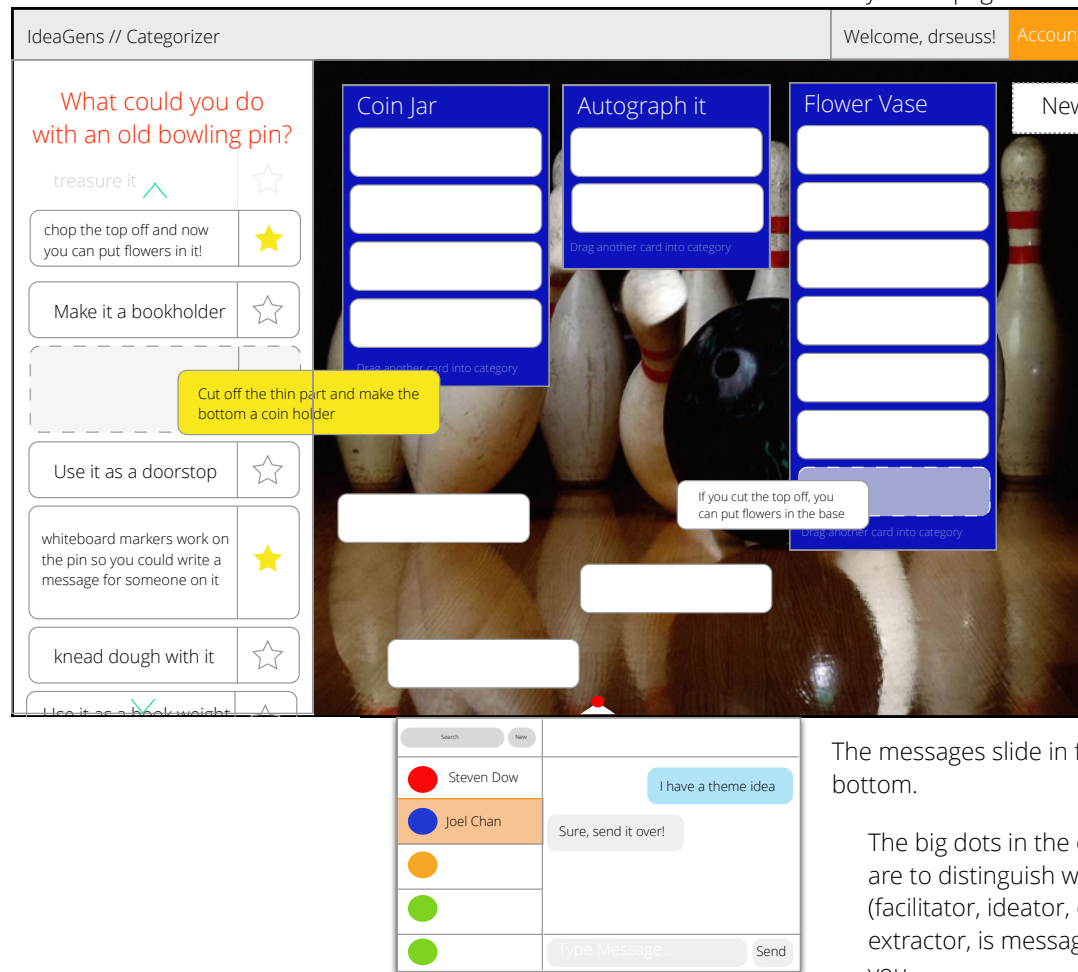 IdeaGens // Categorizer
Welcome, drseuss!
Accoun
What could you do
with an old bowling pin?
treasure it
chop the top off and now
you can put flowers in it!
Make it a bookholder
Cut off the thin part and make the
bottom a coin holder
Use it as a doorstop
whiteboard markers work on
the pin so you could write a
message for someone on it
knead dough with it
Use it as a book weight
Coin Jar
Drag another card into category
Autograph it
Drag another card into category
Flower Vase
If you cut the top off, you
can put flowers in the base
Drag another card into category
New
Search
New
Steven Dow
Joel Chan
I have a theme idea
Sure, send it over!
Type Message...
Send
The messages slide in f
bottom.
The big dots in the
are to distinguish w
(facilitator, ideator,
extractor, is messag
you